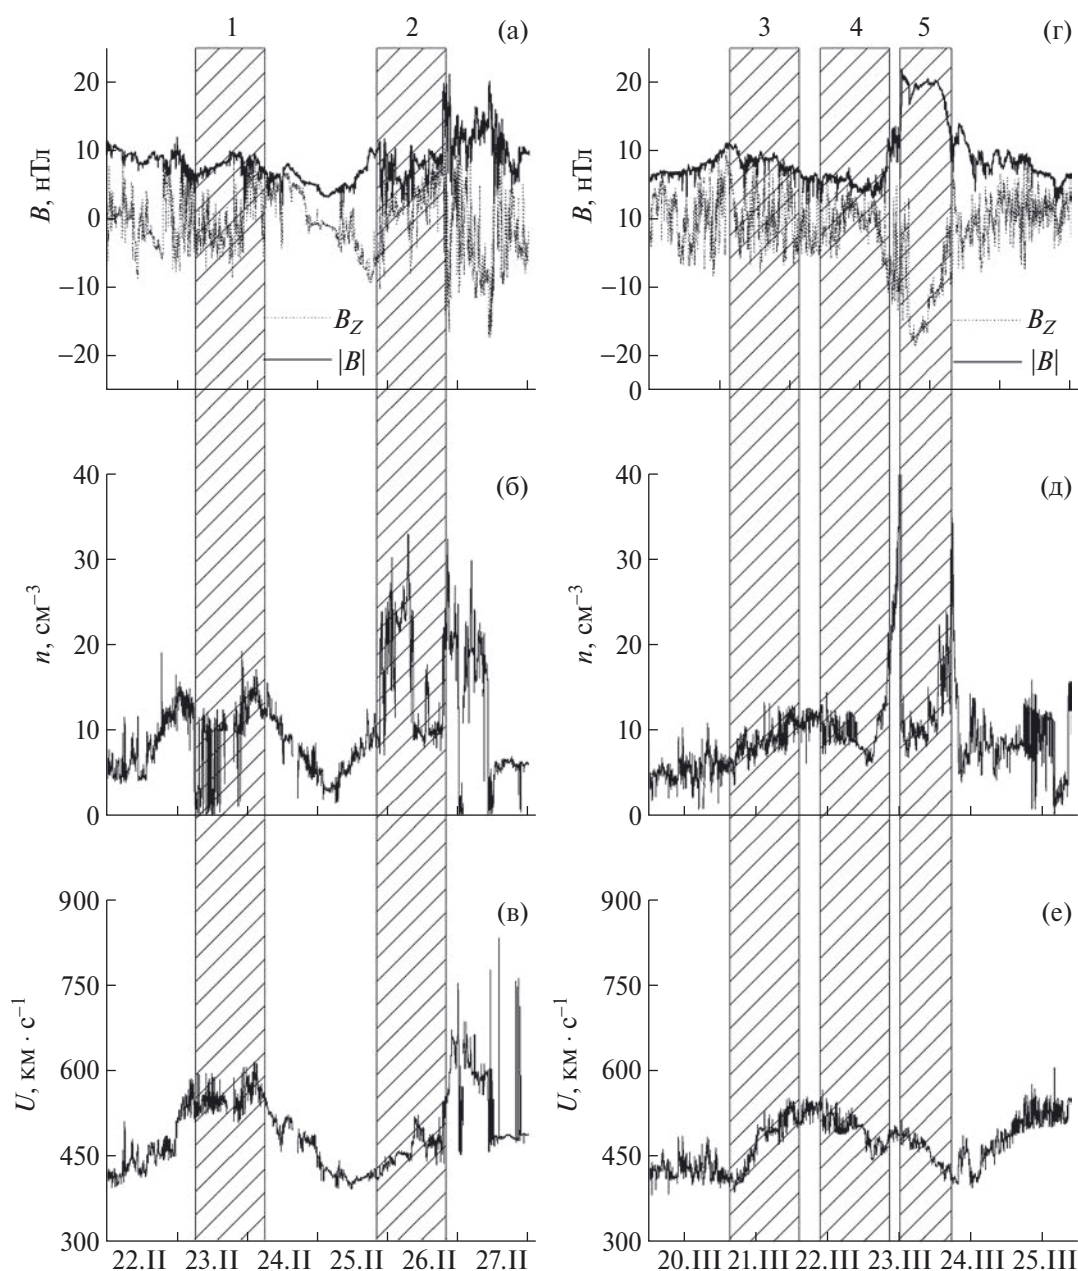 1 2 (а)
20
10
0
−10
−20
B, нТл
B_Z
|B|
40
30
20
10
0
n, см⁻³
(б)
900
750
600
450
300
U, км · с⁻¹
(в)
22.II 23.II 24.II 25.II 26.II 27.II
3 4 5 (г)
20
10
10
−10
−20
0
B, нТл
B_Z
|B|
40
30
20
10
0
n, см⁻³
(д)
900
750
600
450
300
U, км · с⁻¹
(е)
20.III 21.III 22.III 23.III 24.III 25.III